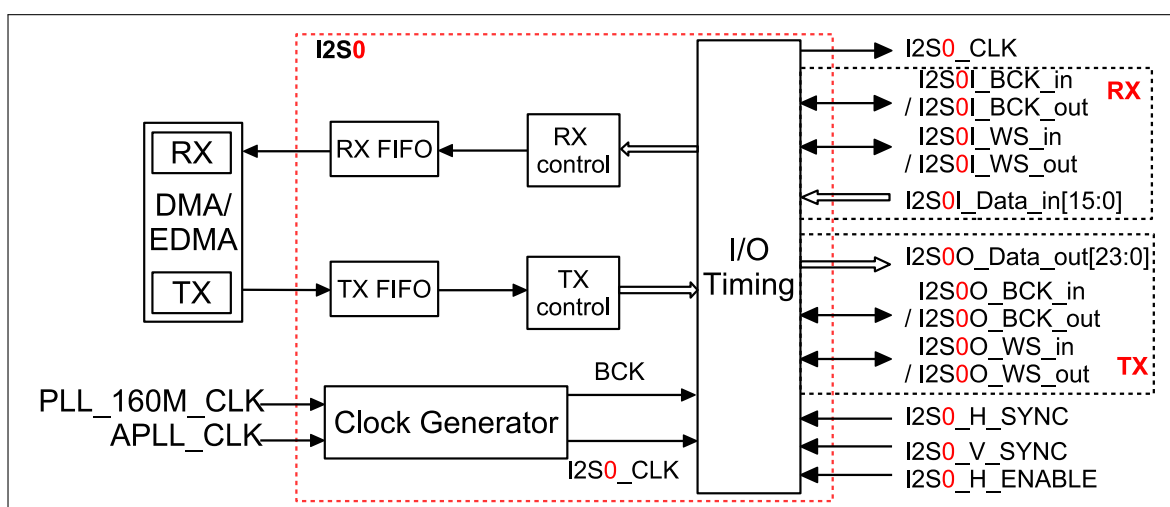 I2S0
I2S0_CLK
I2S0I_BCK_in
/ I2S0I_BCK_out
RX
I2S0I_WS_in
/ I2S0I_WS_out
I2S0I_Data_in[15:0]
RX
DMA/
EDMA
TX
RX FIFO
RX
control
TX FIFO
TX
control
I/O
Timing
I2S0O_Data_out[23:0]
I2S0O_BCK_in
/ I2S0O_BCK_out
I2S0O_WS_in
/ I2S0O_WS_out
TX
PLL_160M_CLK
APLL_CLK
Clock Generator
BCK
I2S0_CLK
I2S0_H_SYNC
I2S0_V_SYNC
I2S0_H_ENABLE